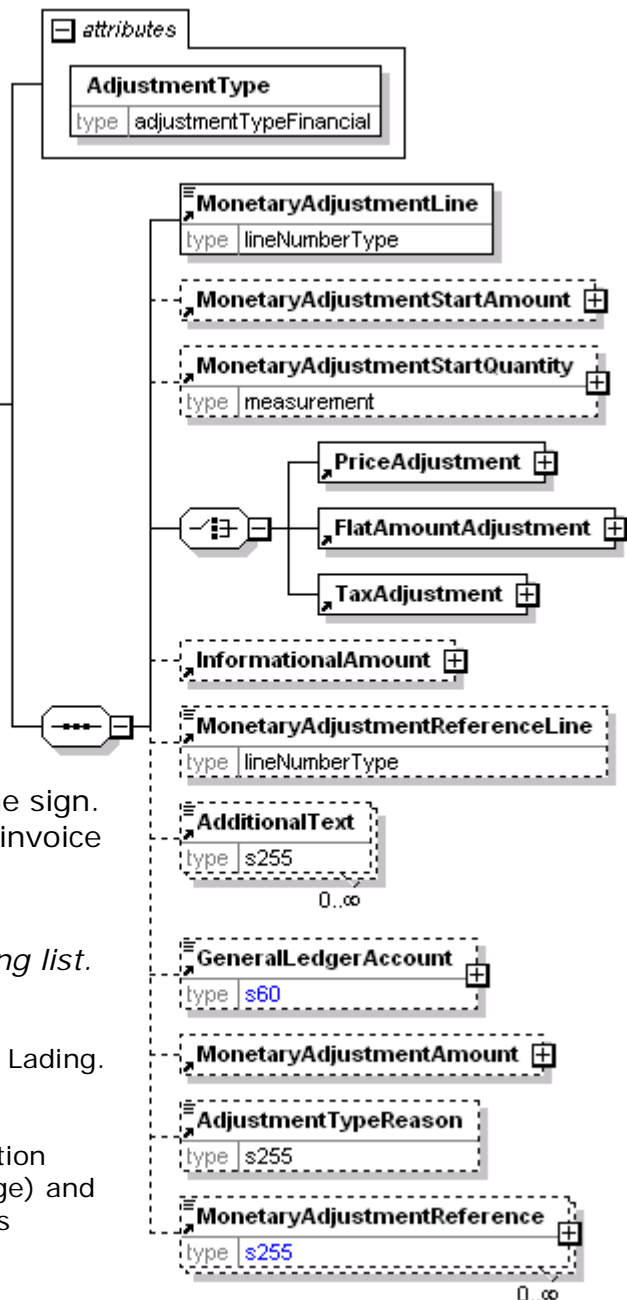 attributes
AdjustmentType
type adjustmentTypeFinancial
MonetaryAdjustmentLine
type lineNumberType
MonetaryAdjustmentStartAmount
MonetaryAdjustmentStartQuantity
type measurement
PriceAdjustment
FlatAmountAdjustment
TaxAdjustment
InformationalAmount
MonetaryAdjustmentReferenceLine
type lineNumberType
e sign.
invoice
AdditionalText
type s255
0..∞
ng list.
GeneralLedgerAccount
type s60
Lading.
MonetaryAdjustmentAmount
AdjustmentTypeReason
type s255
tion
ge) and
s
MonetaryAdjustmentReference
type s255
0..∞